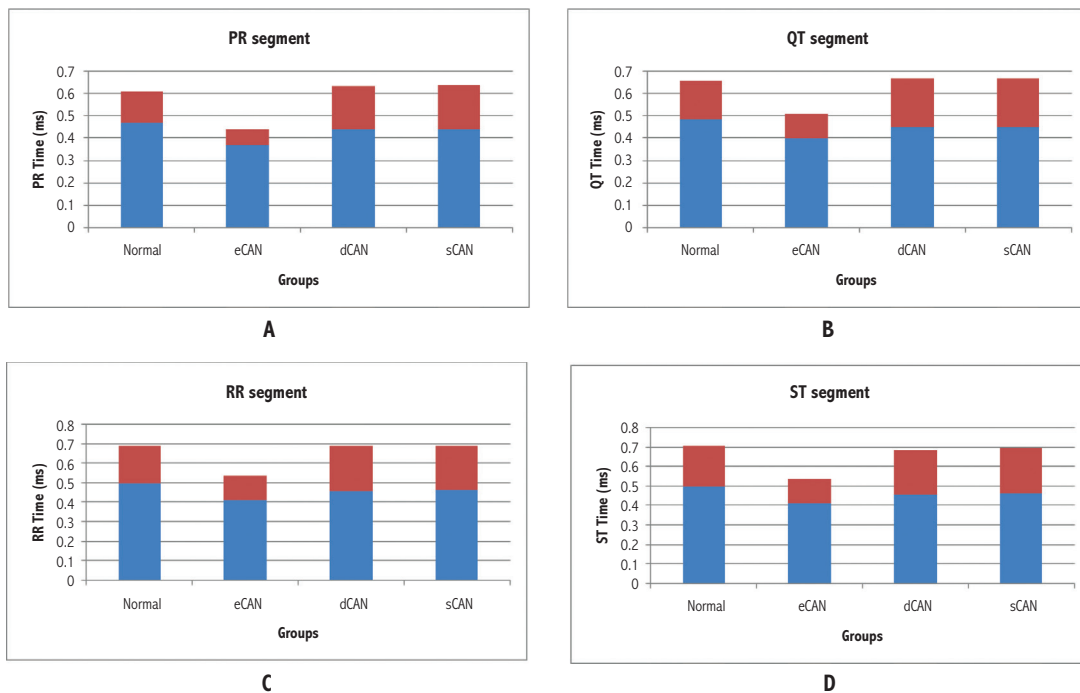 PR segment
PR Time (ms)
0.7
0.6
0.5
0.4
0.3
0.2
0.1
0
Normal eCAN dCAN sCAN
Groups
A
QT segment
QT Time (ms)
0.7
0.6
0.5
0.4
0.3
0.2
0.1
0
Normal eCAN dCAN sCAN
Groups
B
RR segment
RR Time (ms)
0.8
0.7
0.6
0.5
0.4
0.3
0.2
0.1
0
Normal eCAN dCAN sCAN
Groups
C
ST segment
ST Time (ms)
0.8
0.7
0.6
0.5
0.4
0.3
0.2
0.1
0
Normal eCAN dCAN sCAN
Groups
D